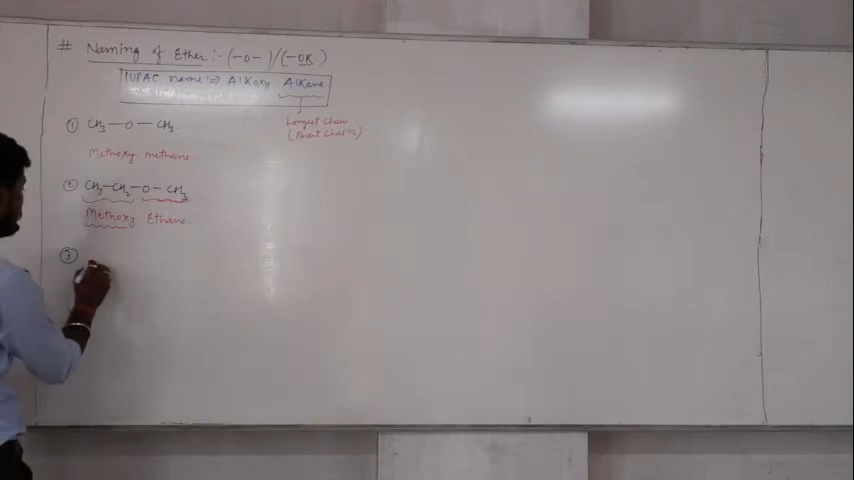 # Naming of Ether :- (-O-)/(-OR)
IUPAC name :⇒ Alkoxy Alkane
Longest Chain
(Parent Chain)
① CH₃—O—CH₃
Methoxy methane
② CH₃-CH₂-O-CH₃
Methoxy Ethane.
③